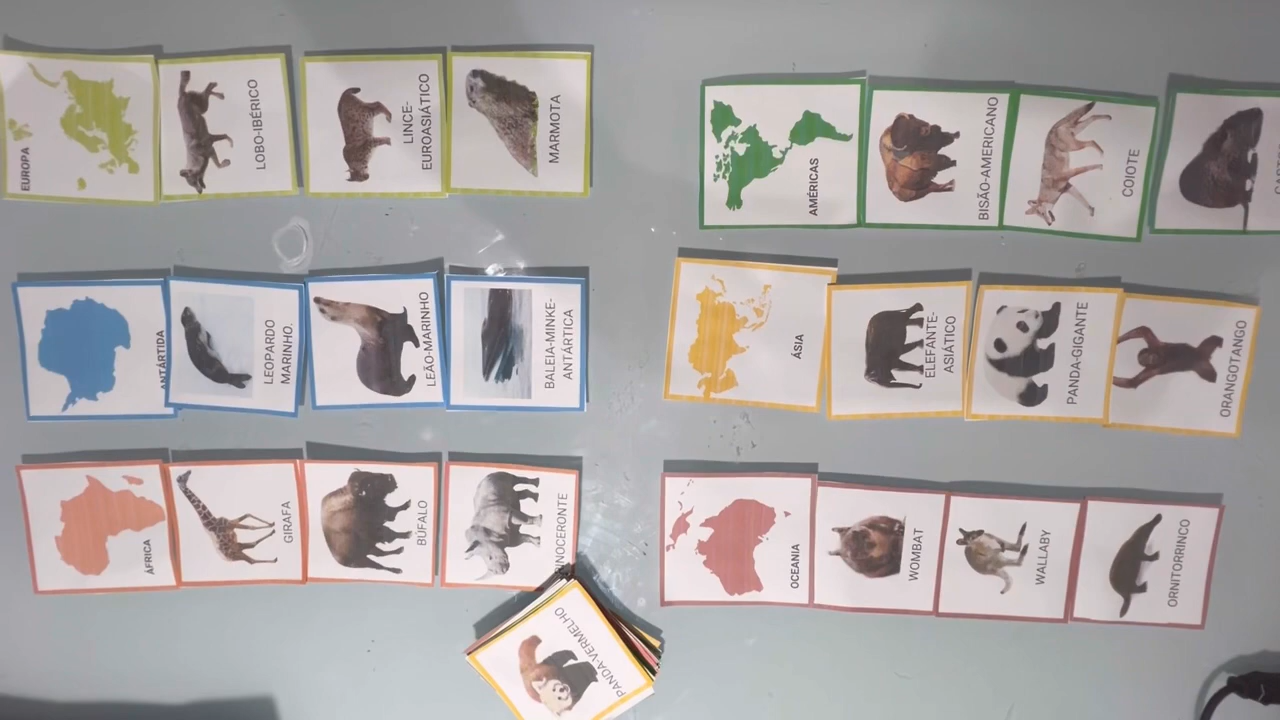 EUROPA
LOBO-IBÉRICO
LINCE-
EUROASIÁTICO
MARMOTA
AMÉRICAS
BISÃO-AMERICANO
COIOTE
ANTÁRTIDA
LEOPARDO
MARINHO.
LEÃO-MARINHO
BALEIA-MINKE-
ANTÁRTICA
ÁSIA
ELEFANTE-
ASIÁTICO
PANDA-GIGANTE
ORANGOTANGO
ÁFRICA
GIRAFA
BÚFALO
INOCERONTE
OCEANIA
WOMBAT
WALLABY
ORNITORRINCO
PANDA-VERMELHO